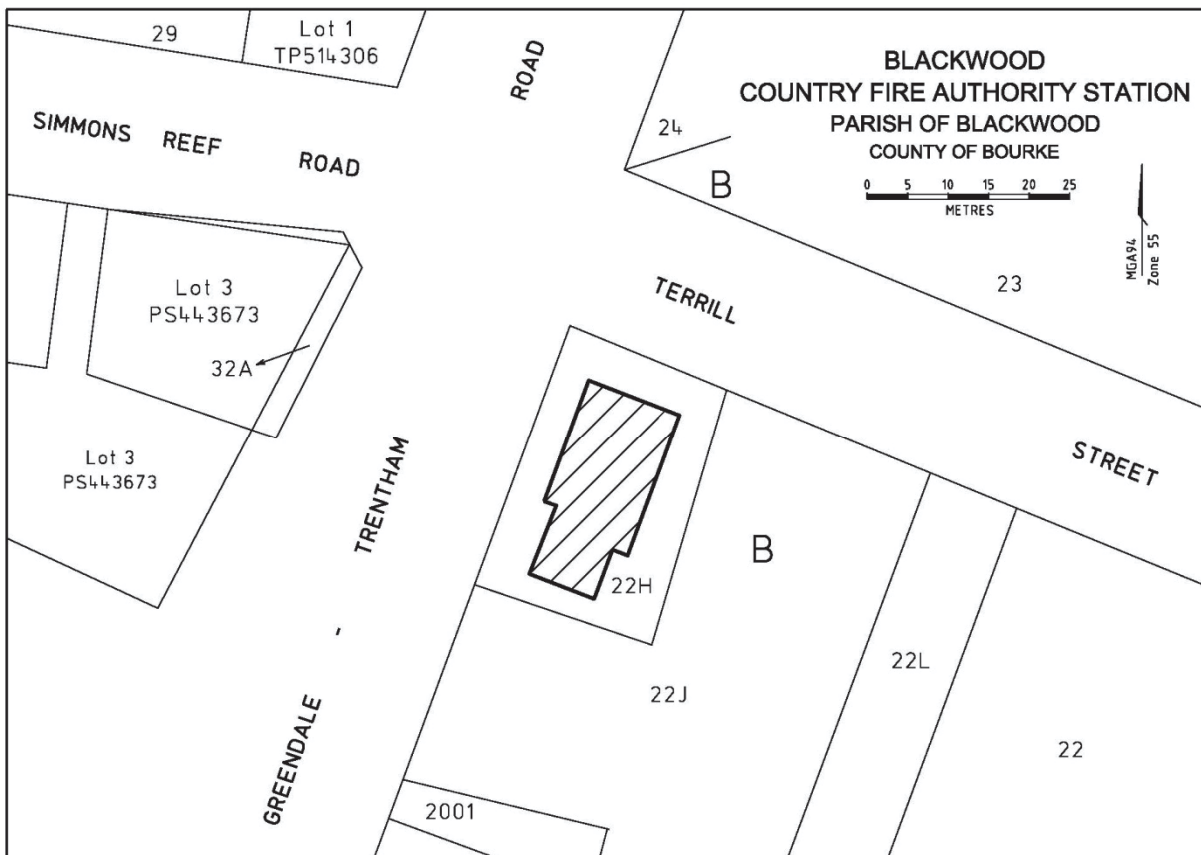 29
Lot 1
TP514306
ROAD
BLACKWOOD
COUNTRY FIRE AUTHORITY STATION
PARISH OF BLACKWOOD
COUNTY OF BOURKE
0 5 10 15 20 25
METRES
MGA94
Zone 55
SIMMONS REEF ROAD
24
B
23
Lot 3
PS443673
32A
TERRILL
STREET
Lot 3
PS443673
GREENDALE - TRENTHAM
22H
B
22J
22L
22
2001